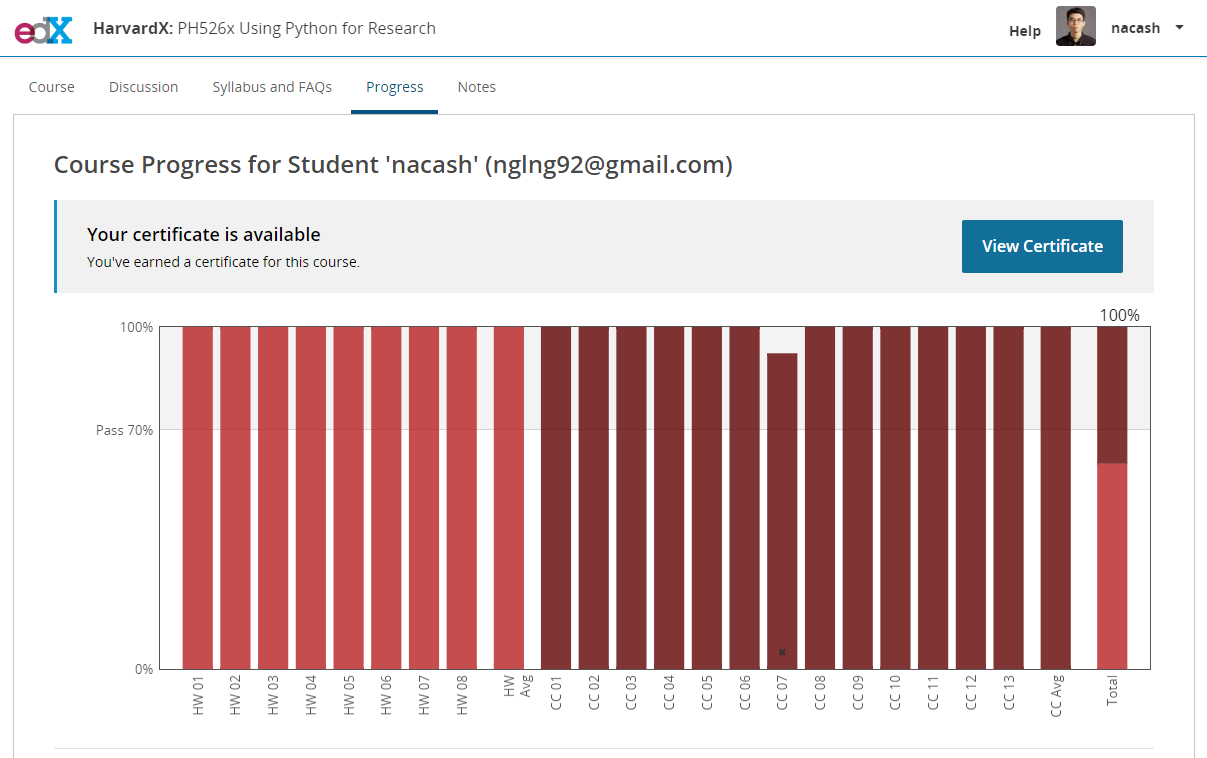 edX
HarvardX: PH526x Using Python for Research
Help
nacash
Course Discussion Syllabus and FAQs Progress Notes
Course Progress for Student 'nacash' (nglng92@gmail.com)
Your certificate is available
You've earned a certificate for this course.
View Certificate
100%
100%
Pass 70%
0%
x
HW 01
HW 02
HW 03
HW 04
HW 05
HW 06
HW 07
HW 08
HW
Avg
CC 01
CC 02
CC 03
CC 04
CC 05
CC 06
CC 07
CC 08
CC 09
CC 10
CC 11
CC 12
CC 13
CC Avg
Total